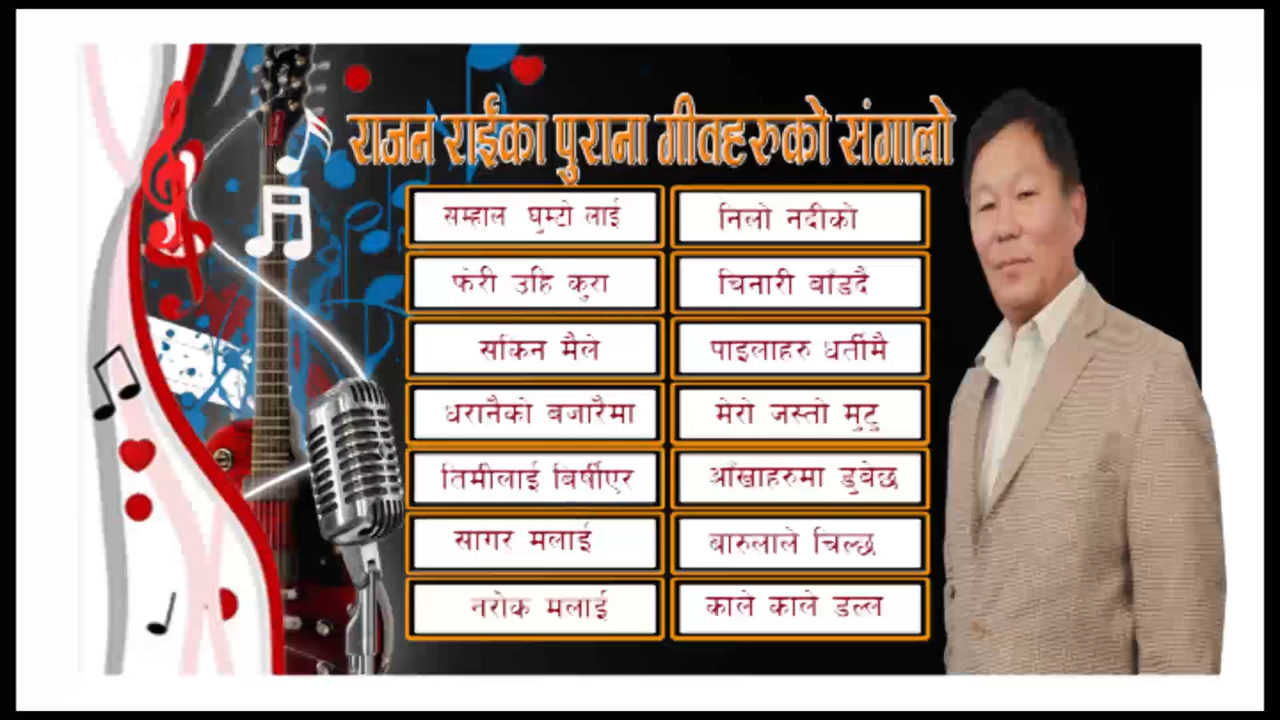 राजन राईका पुराना गीतहरुको संगालो
सम्हाल घुम्टो लाई
निलो नदीको
फेरी उहि कुरा
चिनारी बाँडदै
सकिन मैले
पाइलाहरु धर्तीमै
धरानैको बजारैमा
मेरो जस्तो मुटु
तिमीलाई बिर्षीएर
आँखाहरुमा डुबेछ
सागर मलाई
बारुलाले चिल्छ
नरोक मलाई
काले काले डल्ल